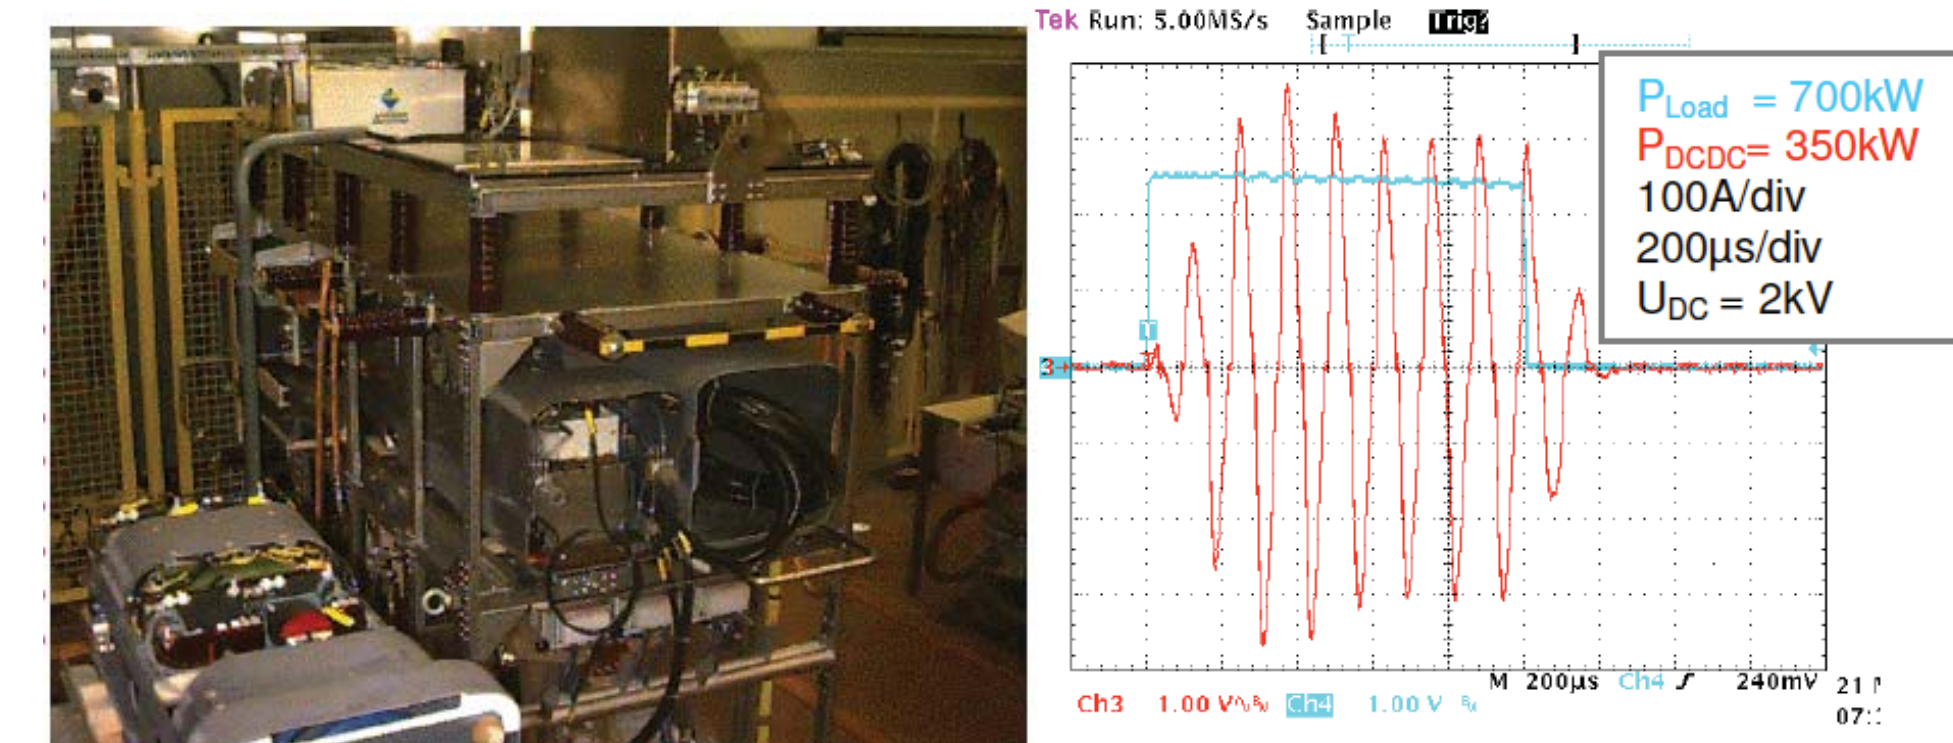 Tek Run: 5.00MS/s Sample Trig?
P_Load = 700kW
P_DCDC= 350kW
100A/div
200µs/div
U_DC = 2kV
T
3→
M 200µs Ch4 ƒ 240mV
Ch3 1.00 V Ch4 1.00 V
21
07: